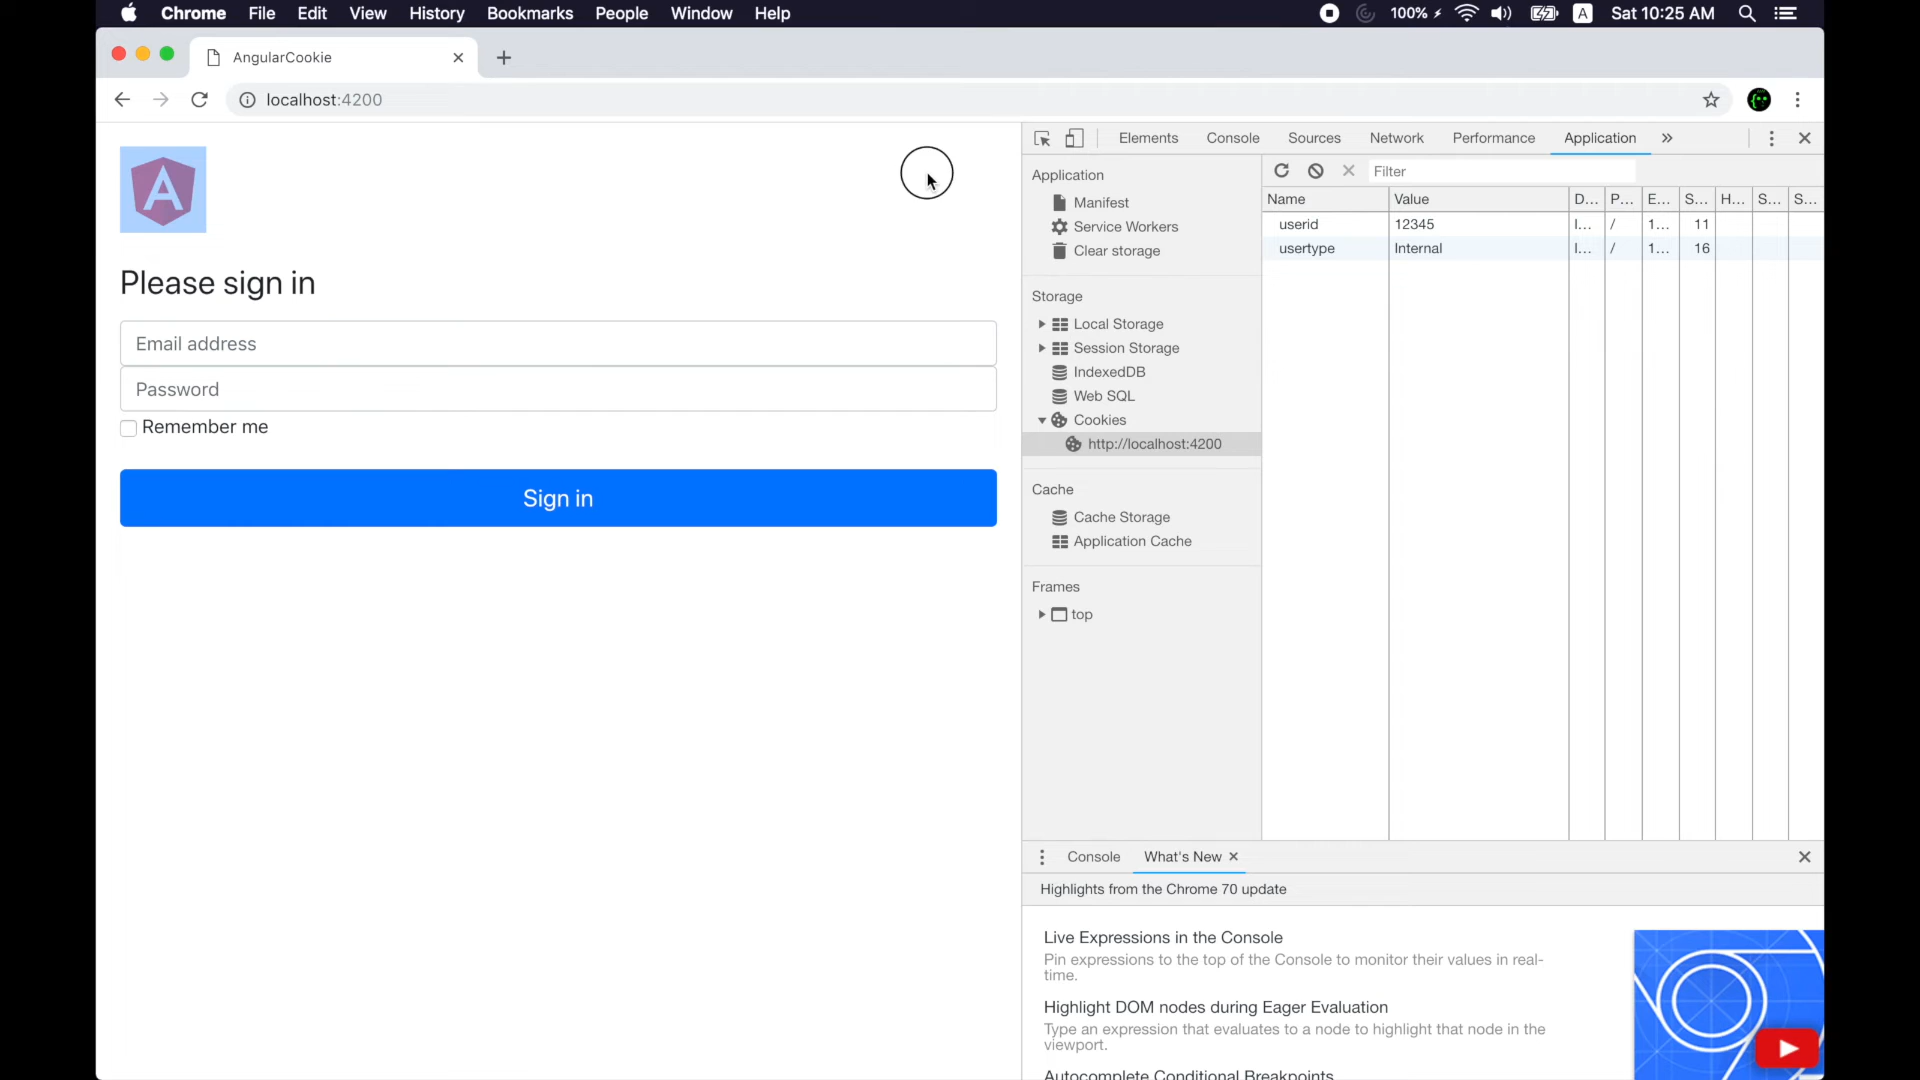 Chrome File Edit View History Bookmarks People Window Help 100% A Sat 10:25 AM
AngularCookie
localhost:4200
A
Please sign in
Email address
Password
Remember me
Sign in
Elements Console Sources Network Performance Application »
Application
Manifest
Service Workers
Clear storage
Storage
Local Storage
Session Storage
IndexedDB
Web SQL
Cookies
http://localhost:4200
Cache
Cache Storage
Application Cache
Frames
top
Filter
Name Value D... P... E... S... H... S... S...
userid 12345 l... / 1... 11
usertype Internal l... / 1... 16
Console What's New
Highlights from the Chrome 70 update
Live Expressions in the Console
Pin expressions to the top of the Console to monitor their values in real-
time.
Highlight DOM nodes during Eager Evaluation
Type an expression that evaluates to a node to highlight that node in the
viewport.
Autocomplete Conditional Breakpoints